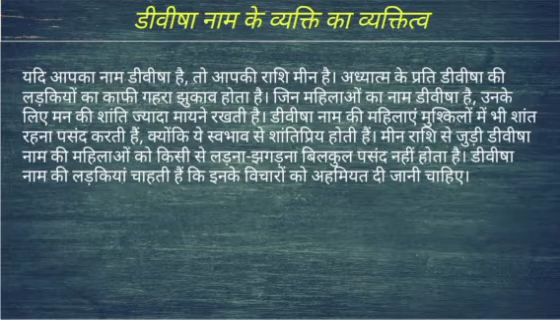 डीवीषा नाम के व्यक्ति का व्यक्तित्व
यदि आपका नाम डीवीषा है, तो आपकी राशि मीन है। अध्यात्म के प्रति डीवीषा की
लड़कियों का काफी गहरा झुकाव होता है। जिन महिलाओं का नाम डीवीषा है, उनके
लिए मन की शांति ज्यादा मायने रखती है। डीवीषा नाम की महिलाएं मुश्किलों में भी शांत
रहना पसंद करती हैं, क्योंकि ये स्वभाव से शांतिप्रिय होती हैं। मीन राशि से जुड़ी डीवीषा
नाम की महिलाओं को किसी से लड़ना-झगड़ना बिलकुल पसंद नहीं होता है। डीवीषा
नाम की लड़कियां चाहती हैं कि इनके विचारों को अहमियत दी जानी चाहिए।